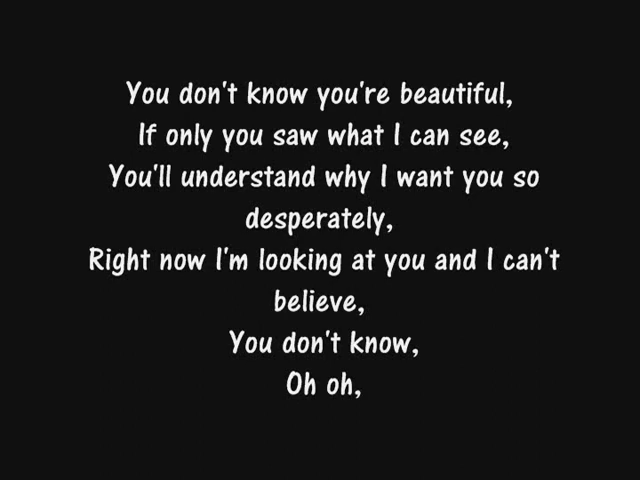 You don't know you're beautiful,
If only you saw what I can see,
You'll understand why I want you so
desperately,
Right now I'm looking at you and I can't
believe,
You don't know,
Oh oh,